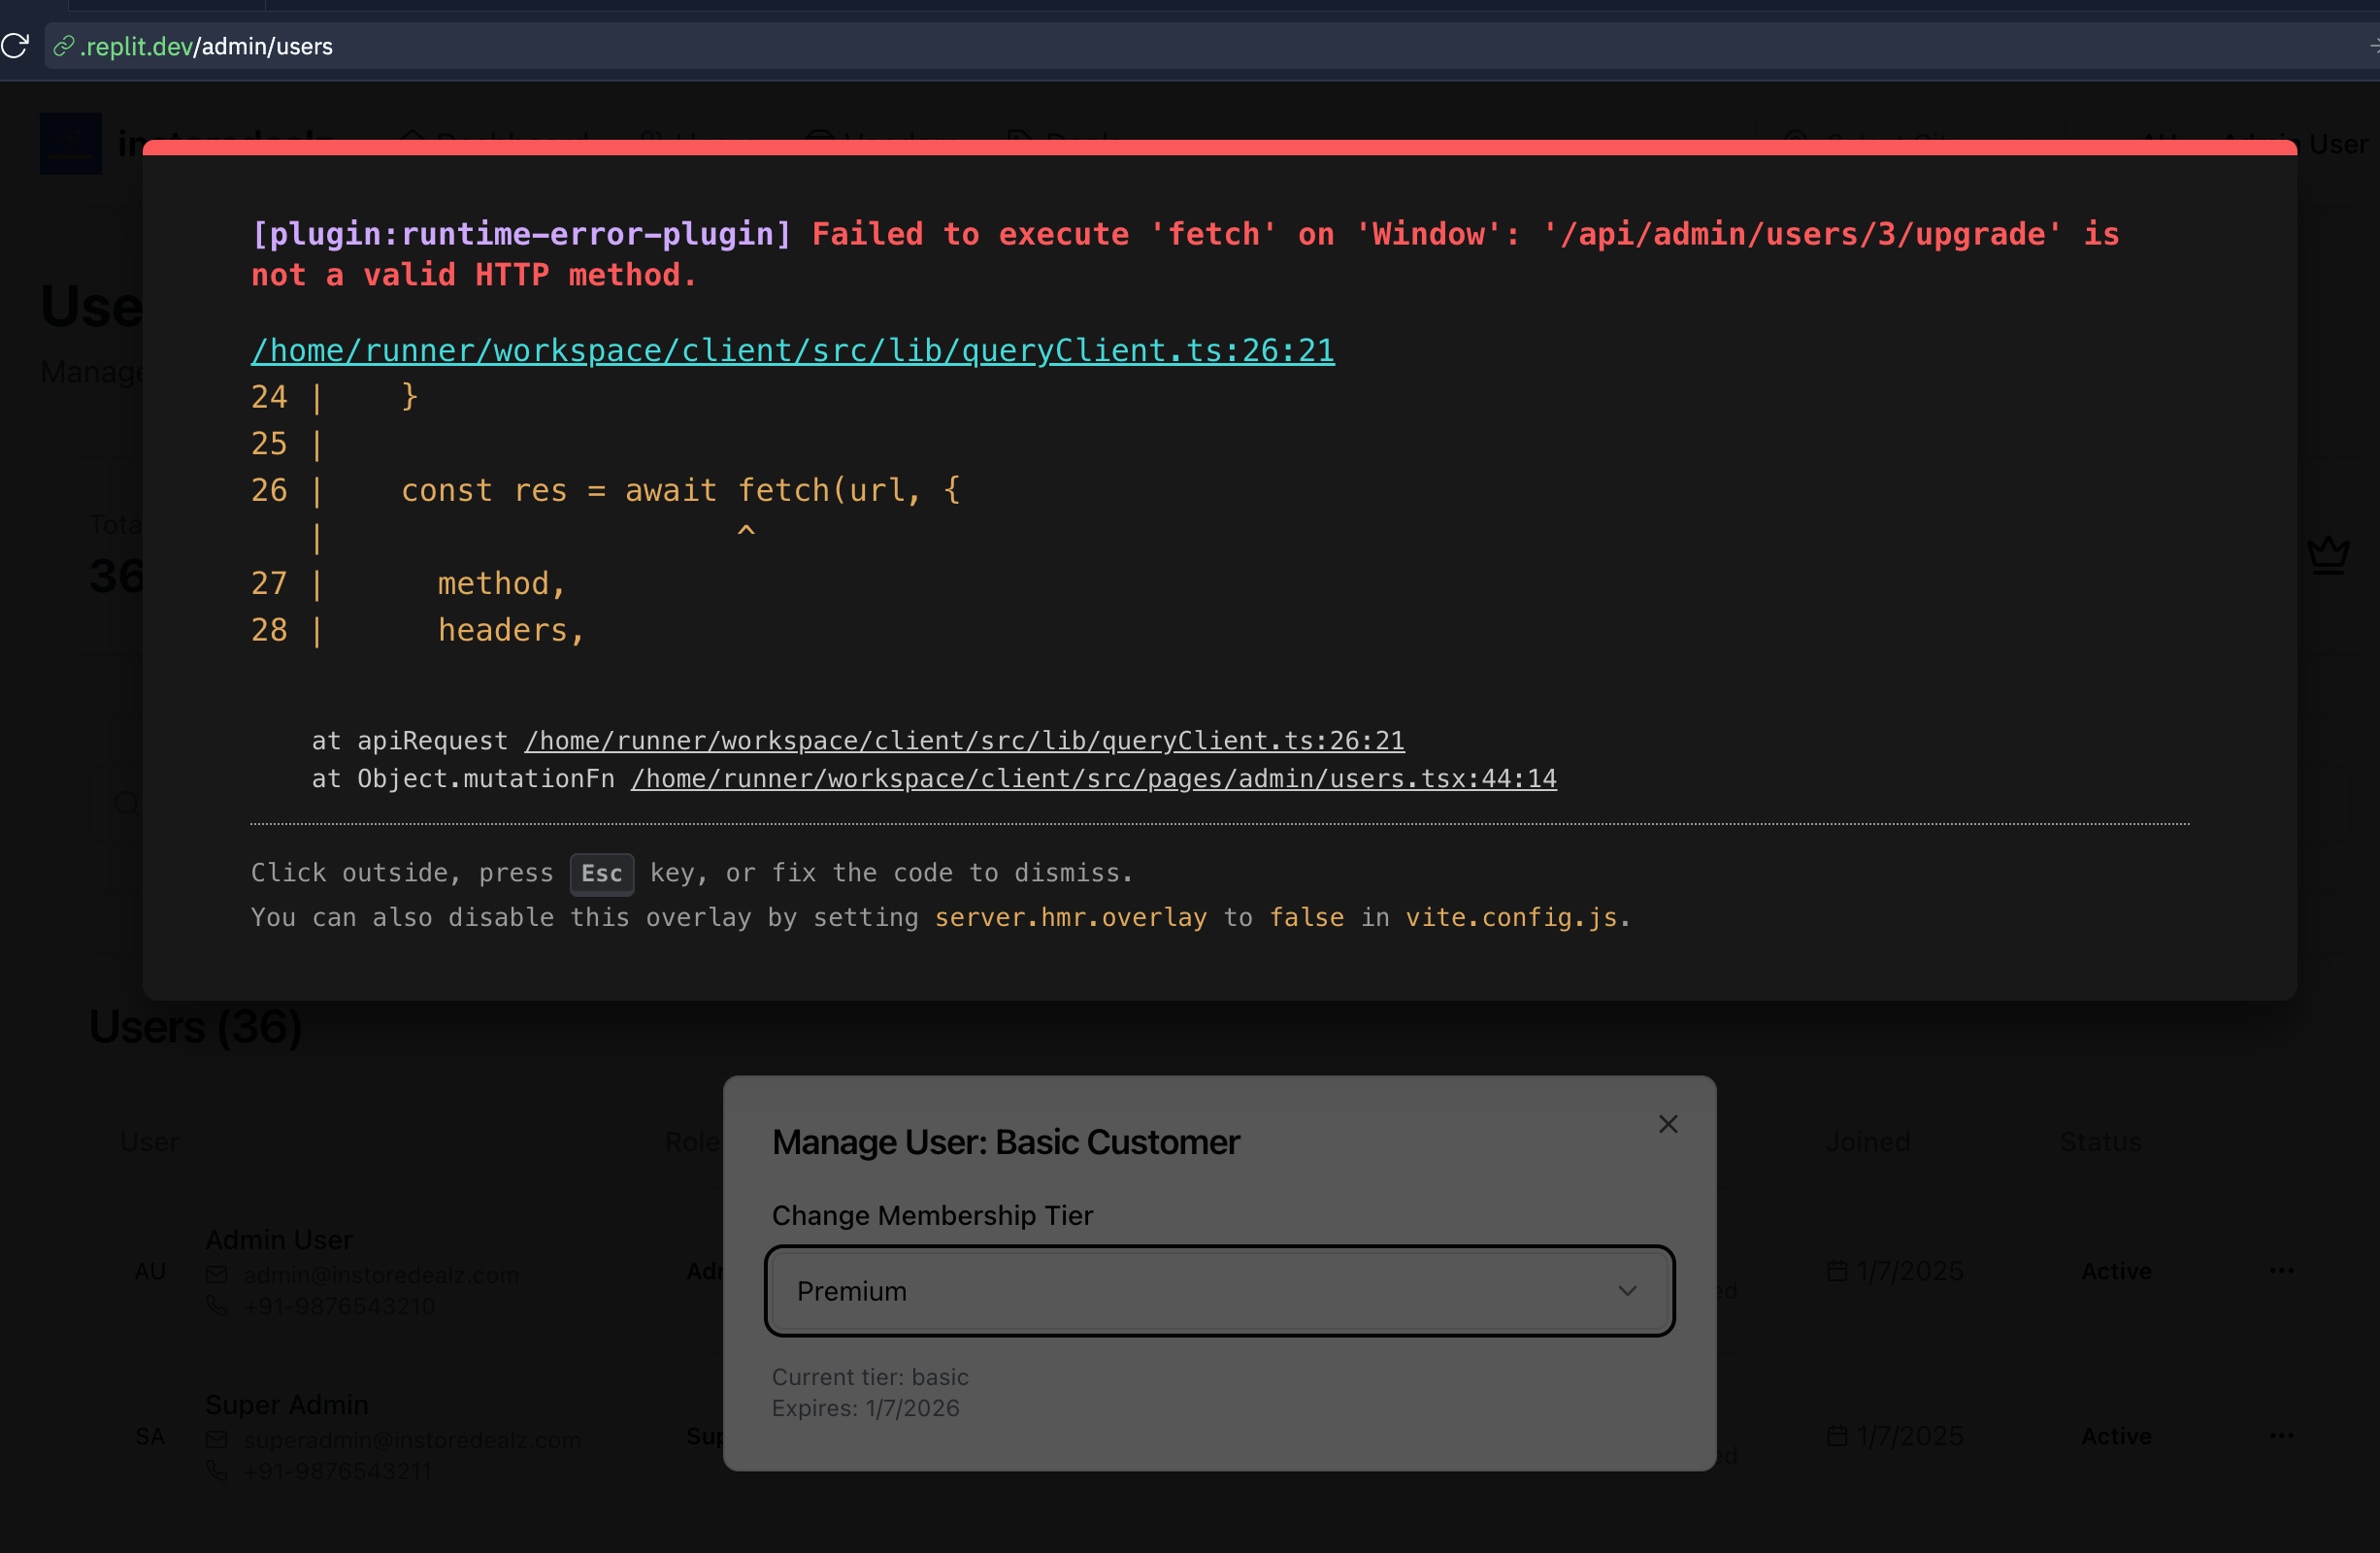 .replit.dev/admin/users
User
[plugin:runtime-error-plugin] Failed to execute 'fetch' on 'Window': '/api/admin/users/3/upgrade' is
not a valid HTTP method.
Use
Manage
/home/runner/workspace/client/src/lib/queryClient.ts:26:21
24 |    }
25 |
26 |    const res = await fetch(url, {
   |                      ^
27 |      method,
28 |      headers,
Tota
36
at apiRequest /home/runner/workspace/client/src/lib/queryClient.ts:26:21
at Object.mutationFn /home/runner/workspace/client/src/pages/admin/users.tsx:44:14
Click outside, press Esc key, or fix the code to dismiss.
You can also disable this overlay by setting server.hmr.overlay to false in vite.config.js.
Users (36)
User Role Joined Status
Manage User: Basic Customer
Change Membership Tier
Premium
Current tier: basic
Expires: 1/7/2026
AU Admin User Adr 1/7/2025 Active
admin@instoredealz.com
+91-9876543210
SA Super Admin Sup 1/7/2025 Active
superadmin@instoredealz.com
+91-9876543211